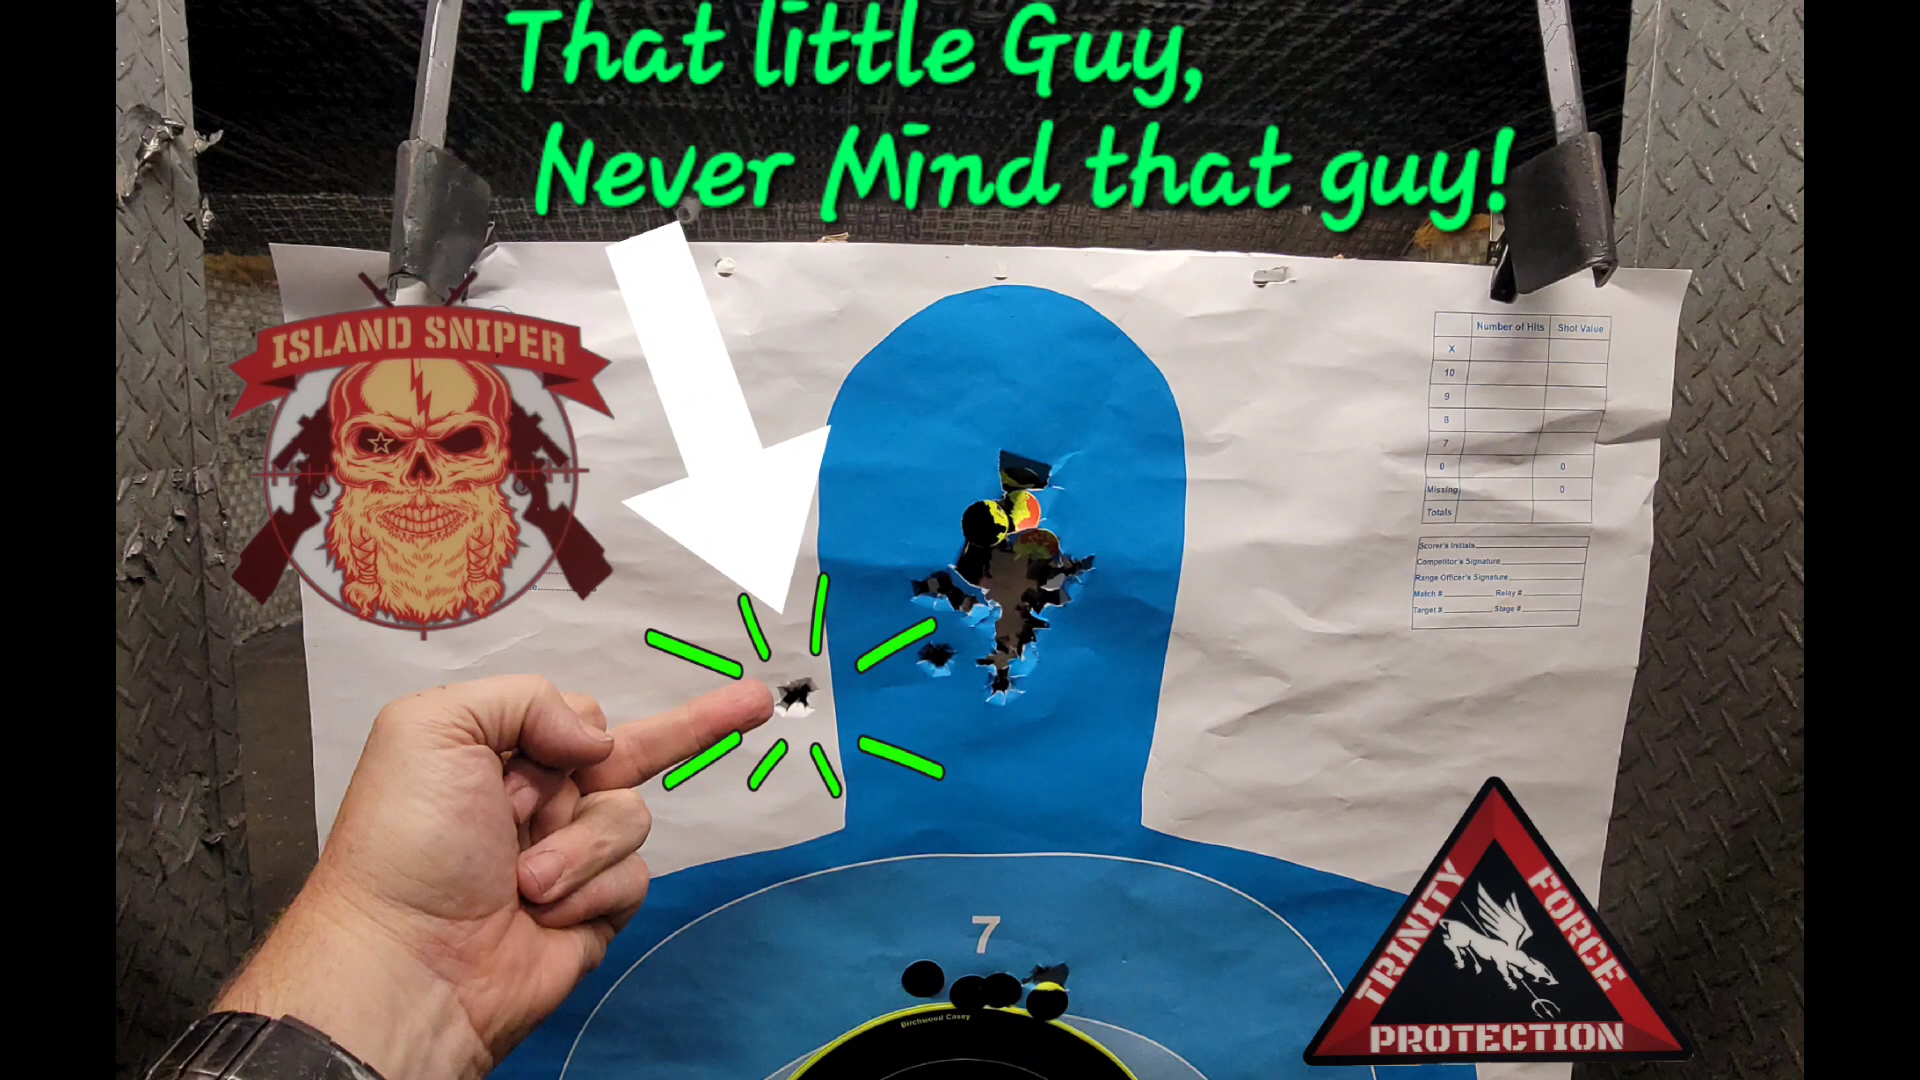 That little Guy,
Never Mind that guy!
ISLAND SNIPER
Number of Hits Shot Value
X
10
9
8
7
0 0
Missing 0
Totals
Scorer's Initials
Competitor's Signature
Range Officer's Signature
Match # Relay #
Target # Stage #
7
Birchwood Casey
TRINITY
FORCE
PROTECTION